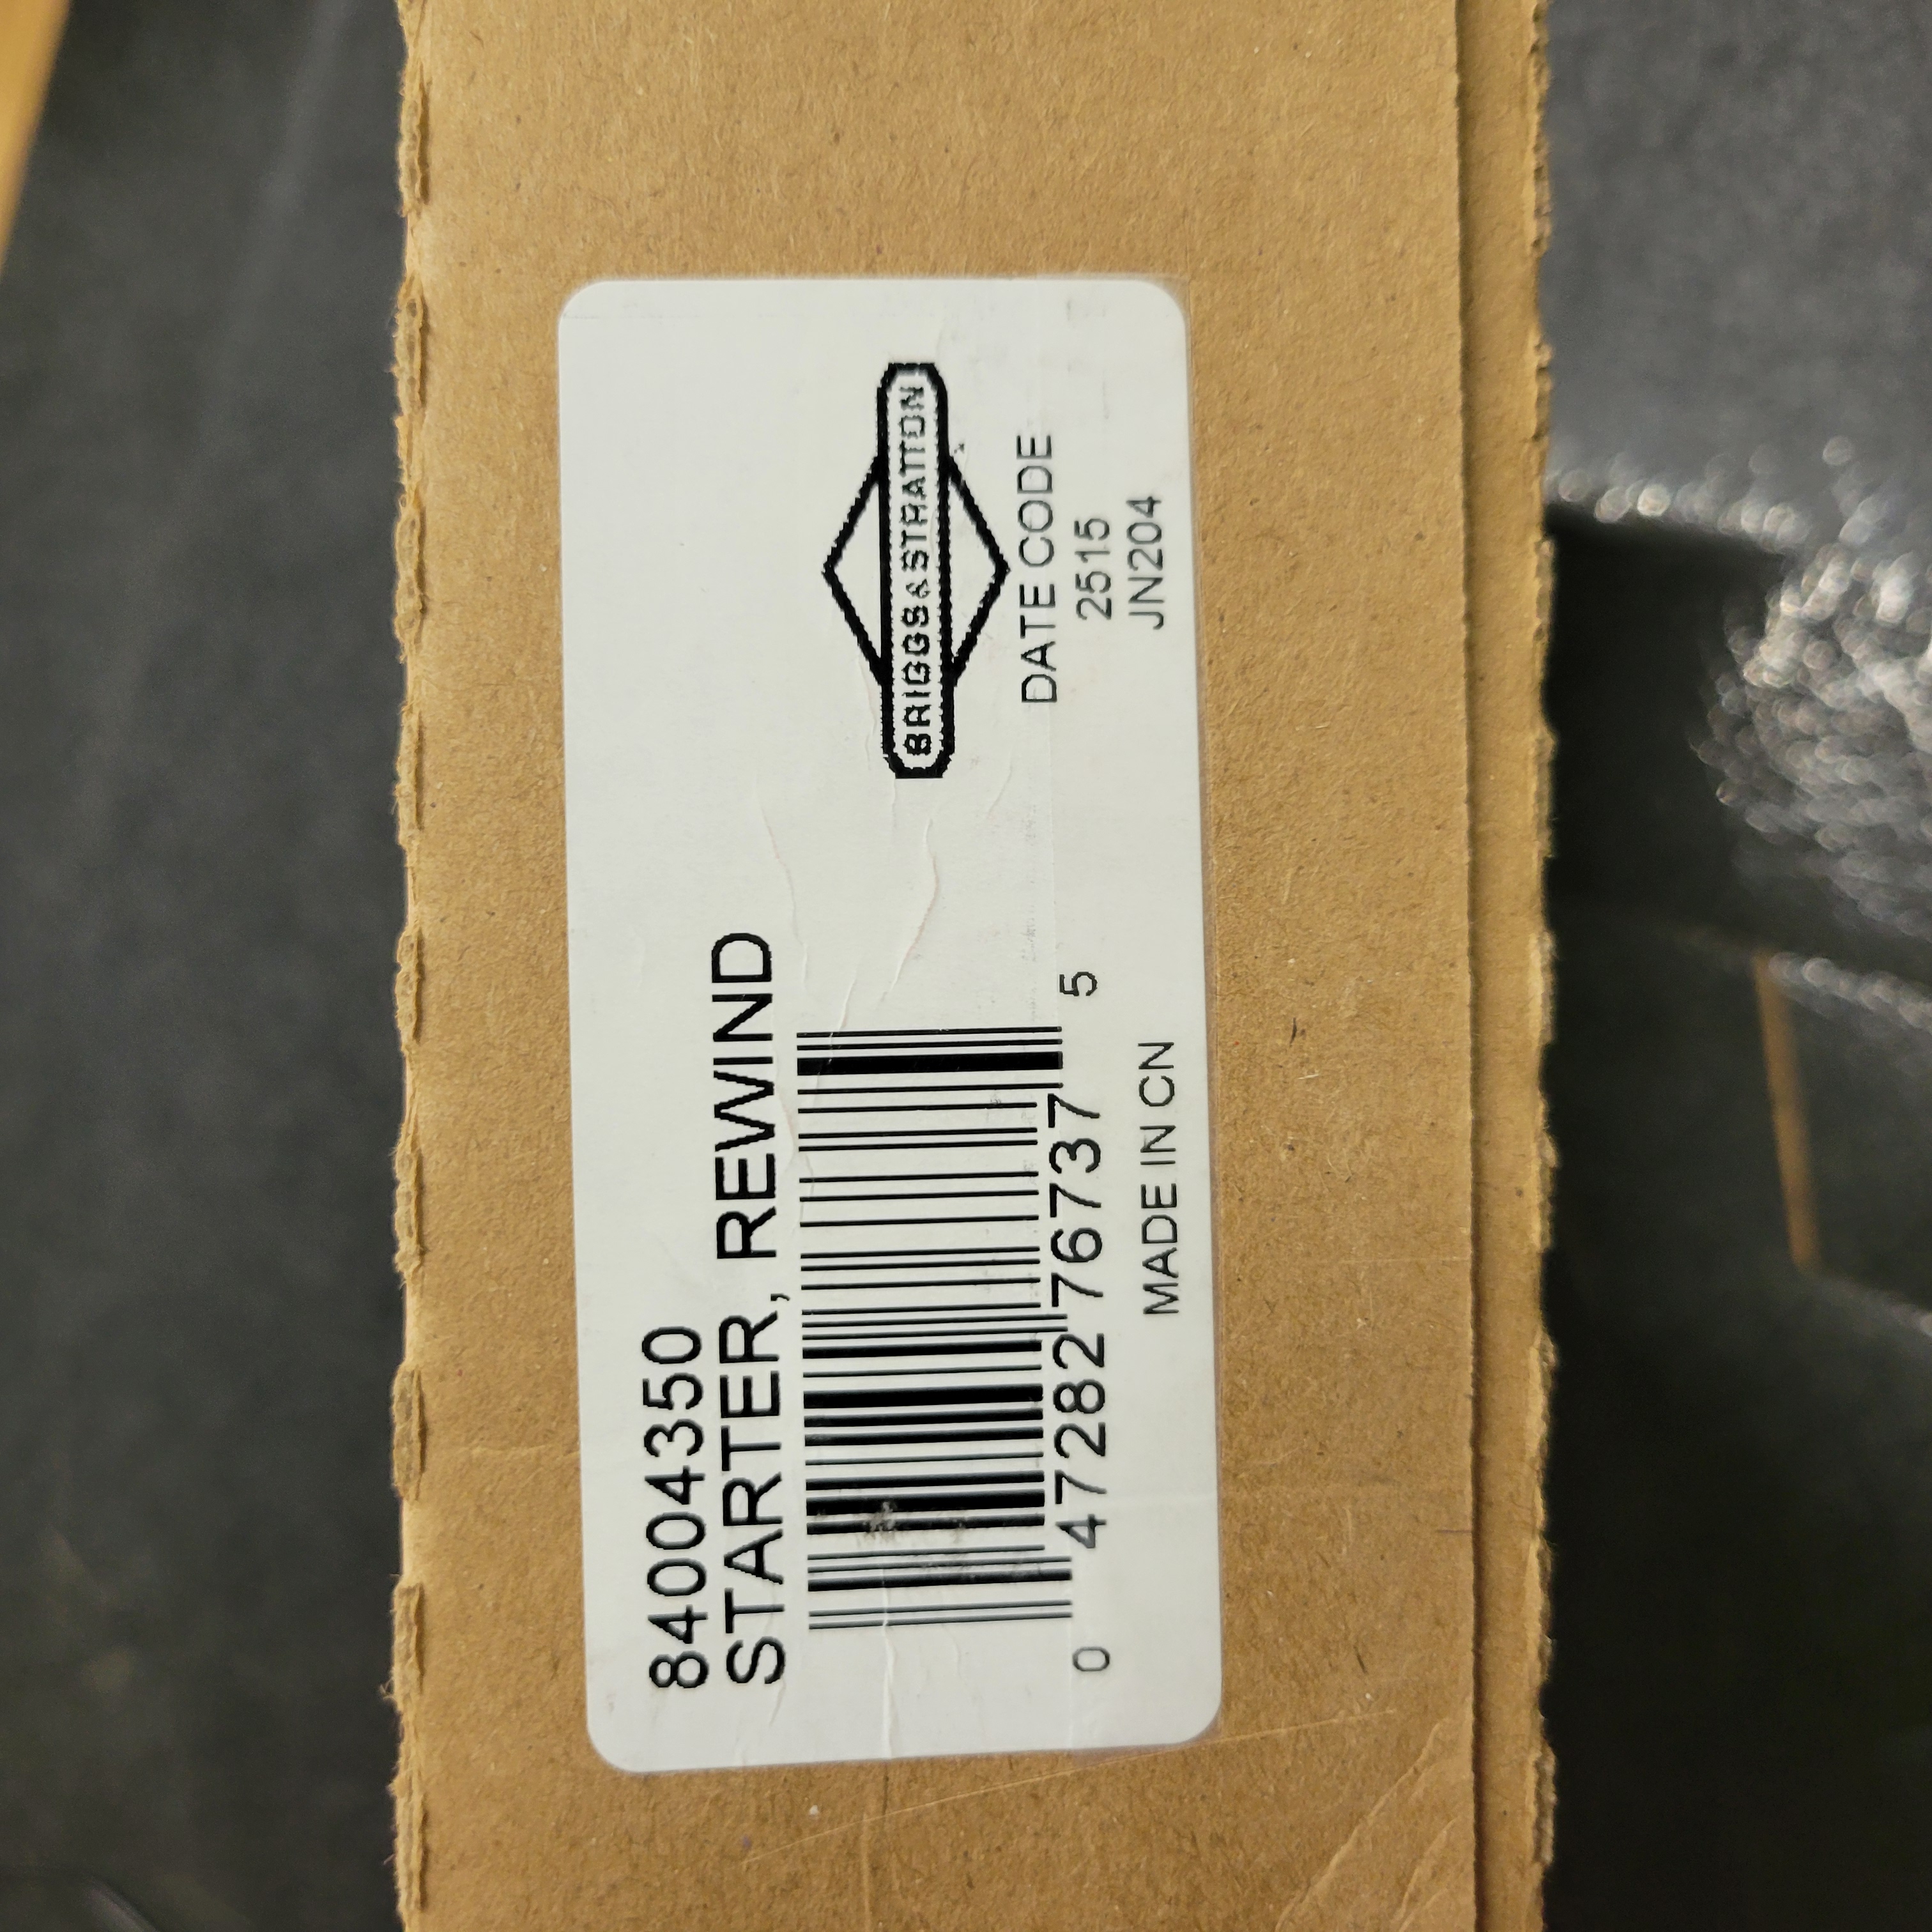 84004350
STARTER, REWIND
0 47282 76737 5
MADE IN CN
BRIGGS&STRATTON
DATE CODE
2515
JN204